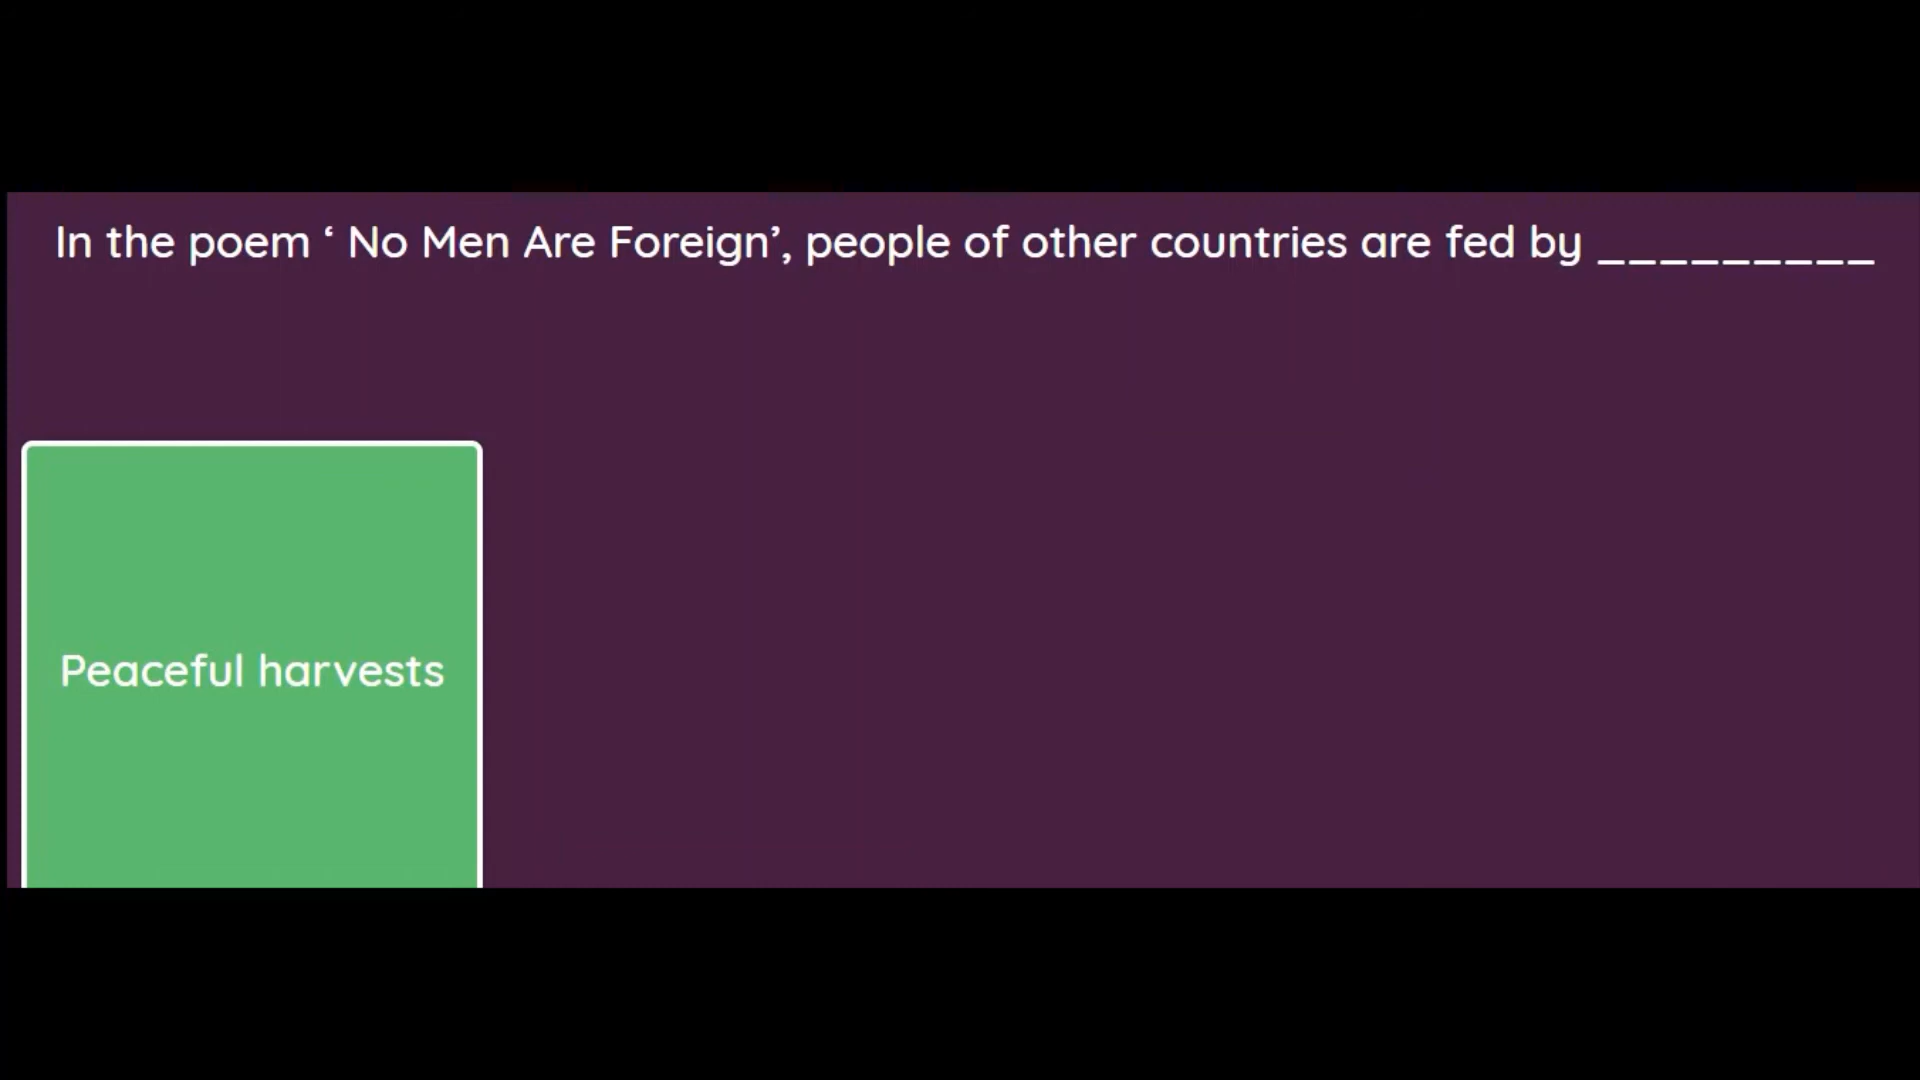 In the poem ‘ No Men Are Foreign’, people of other countries are fed by _________
Peaceful harvests